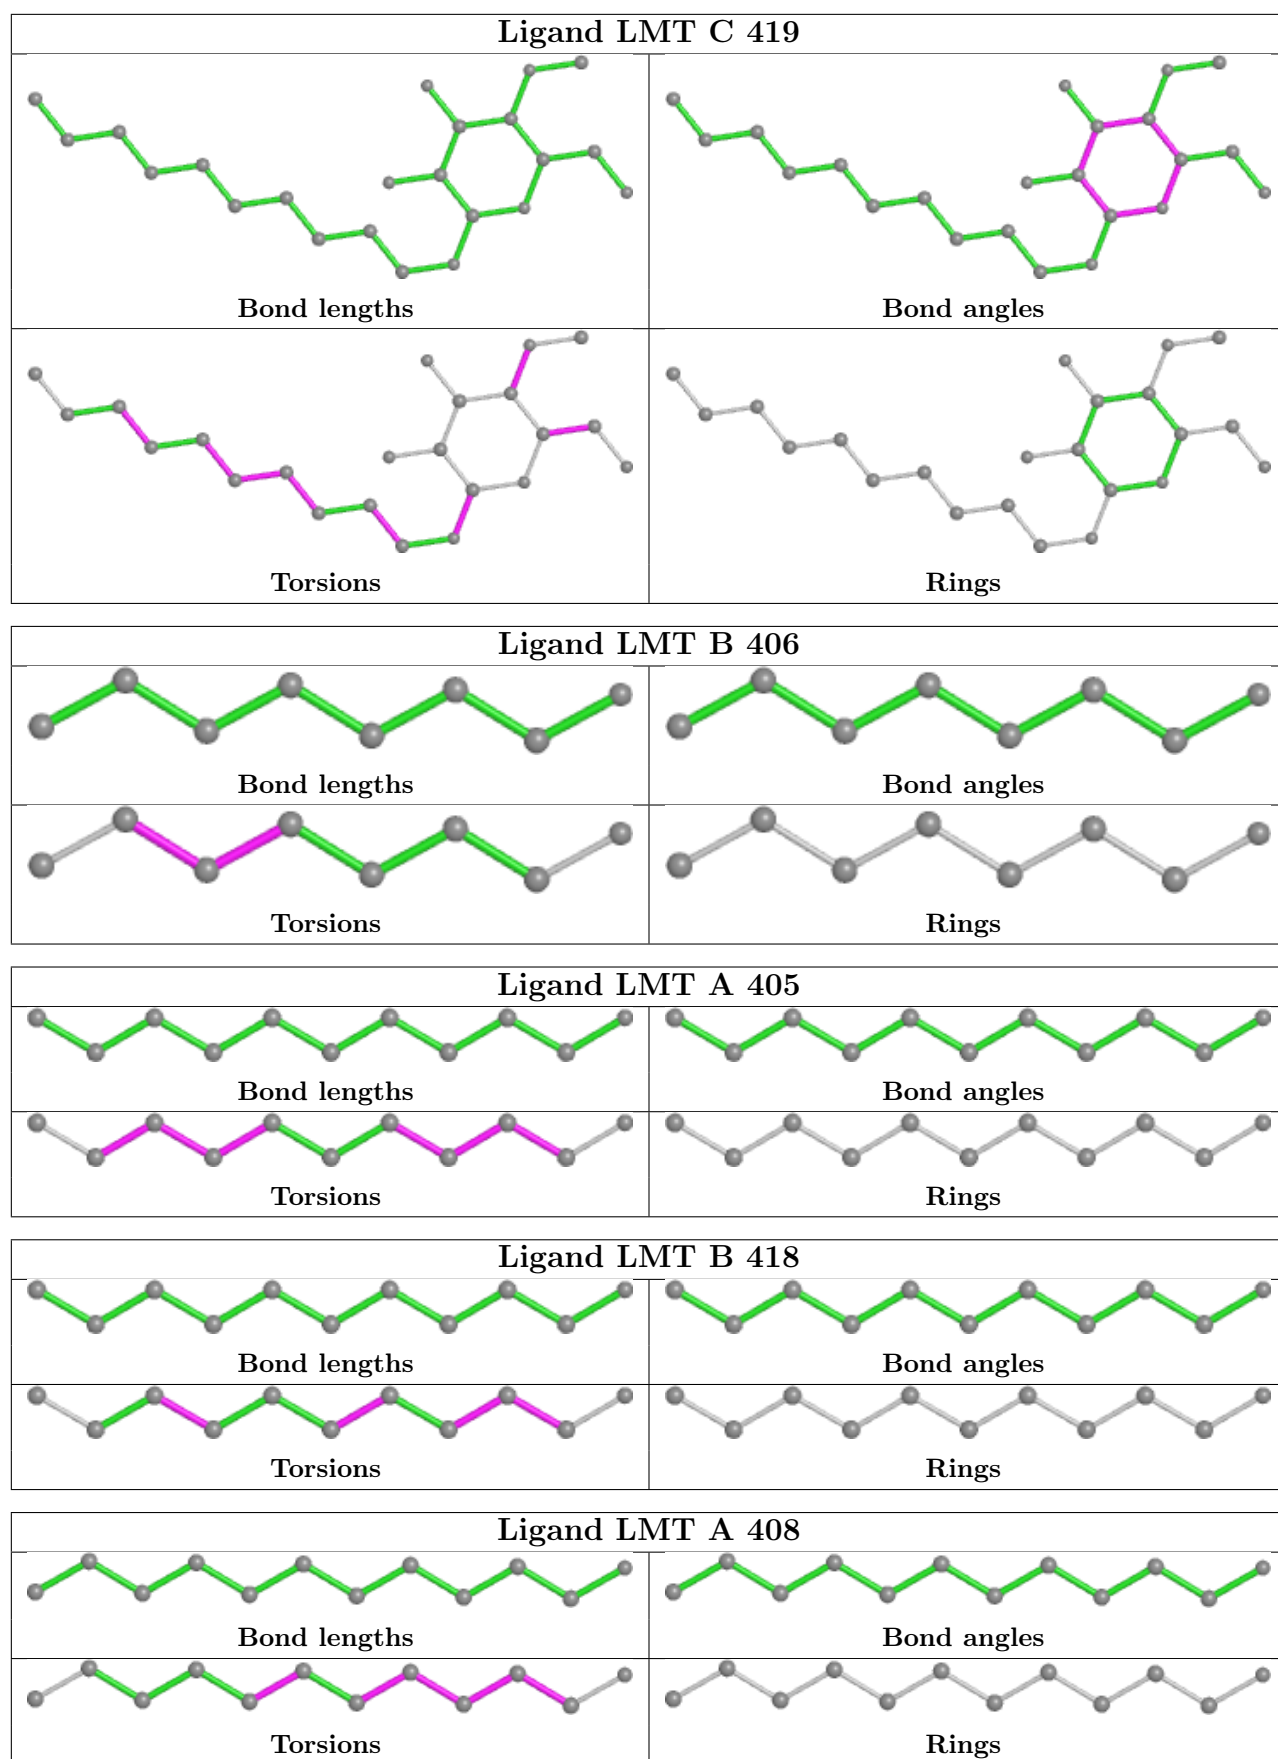 Ligand LMT C 419
Bond lengths
Bond angles
Torsions
Rings
Ligand LMT B 406
Bond lengths
Bond angles
Torsions
Rings
Ligand LMT A 405
Bond lengths
Bond angles
Torsions
Rings
Ligand LMT B 418
Bond lengths
Bond angles
Torsions
Rings
Ligand LMT A 408
Bond lengths
Bond angles
Torsions
Rings